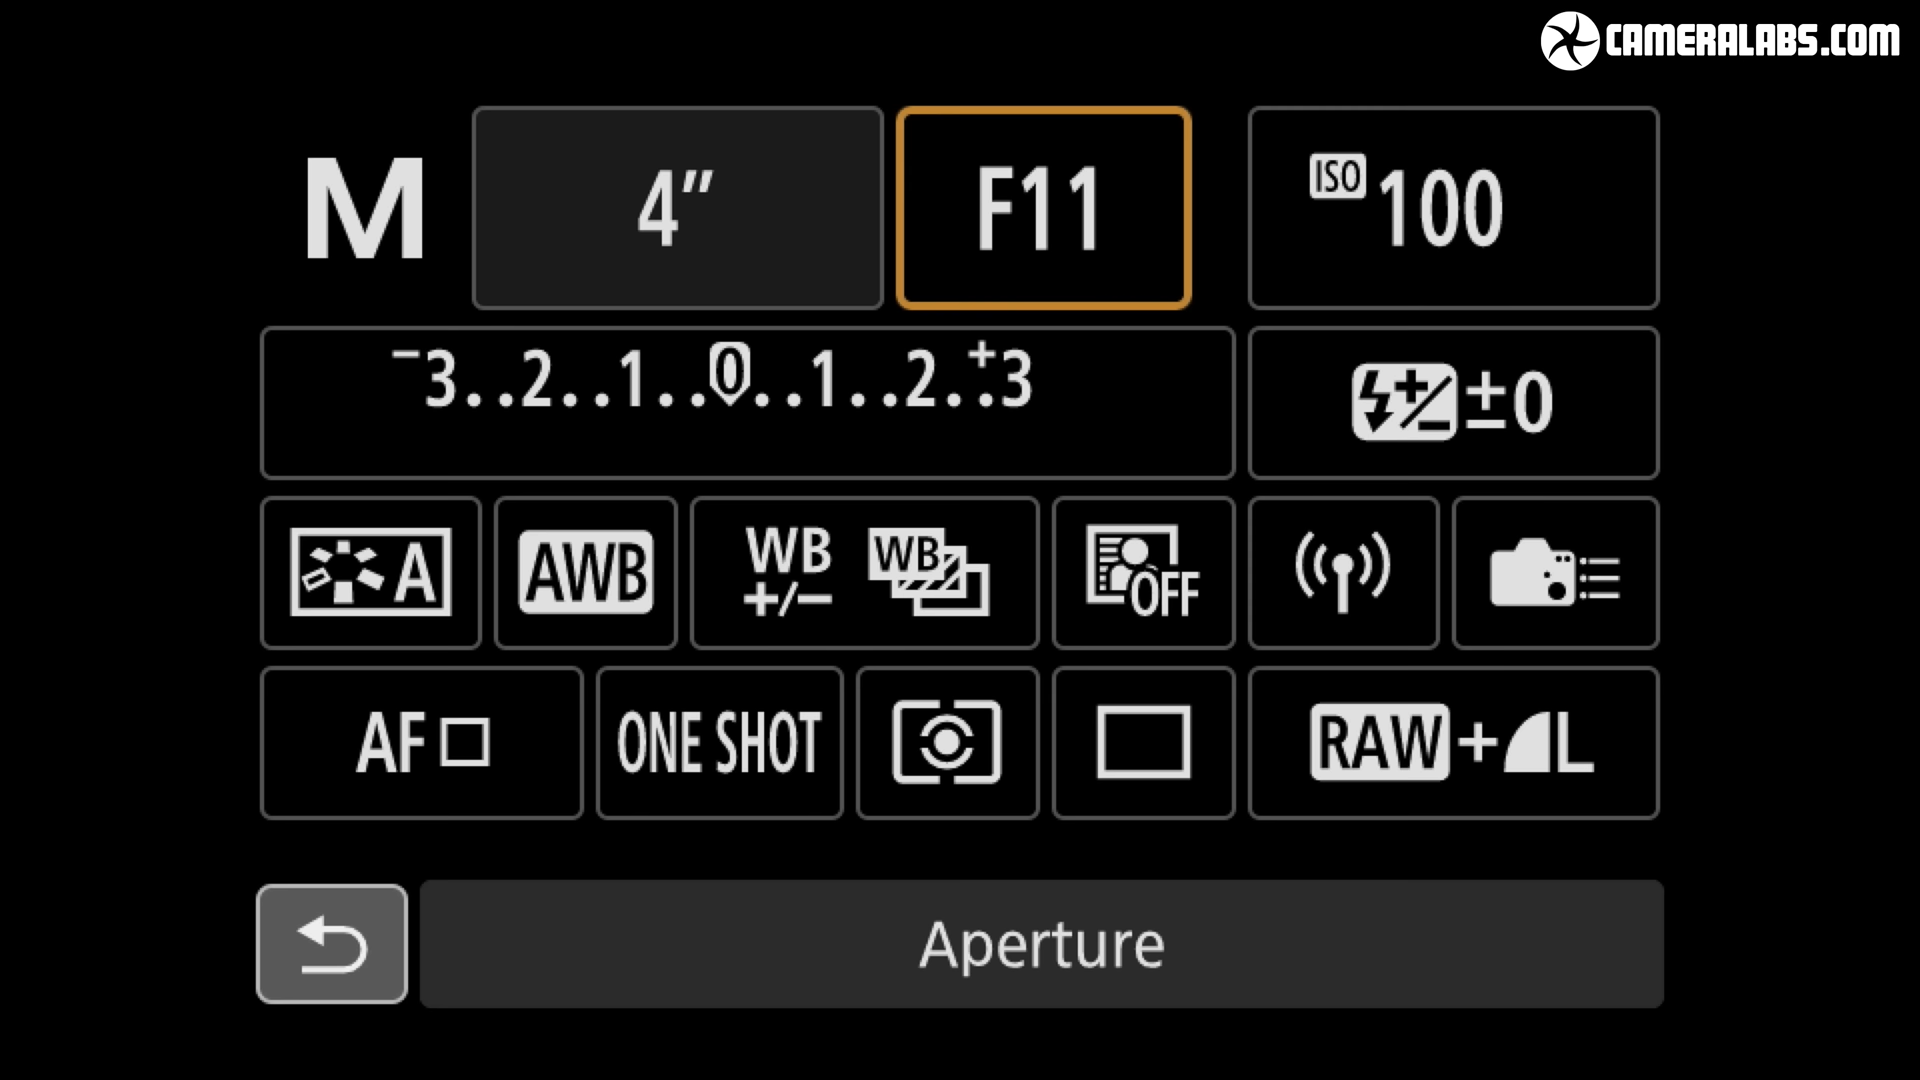 CAMERALABS.COM
M 4" F11 ISO 100
-3..2..1..0..1..2..+3 ±0
A AWB WB +/- WB OFF
AF ONE SHOT RAW+L
Aperture